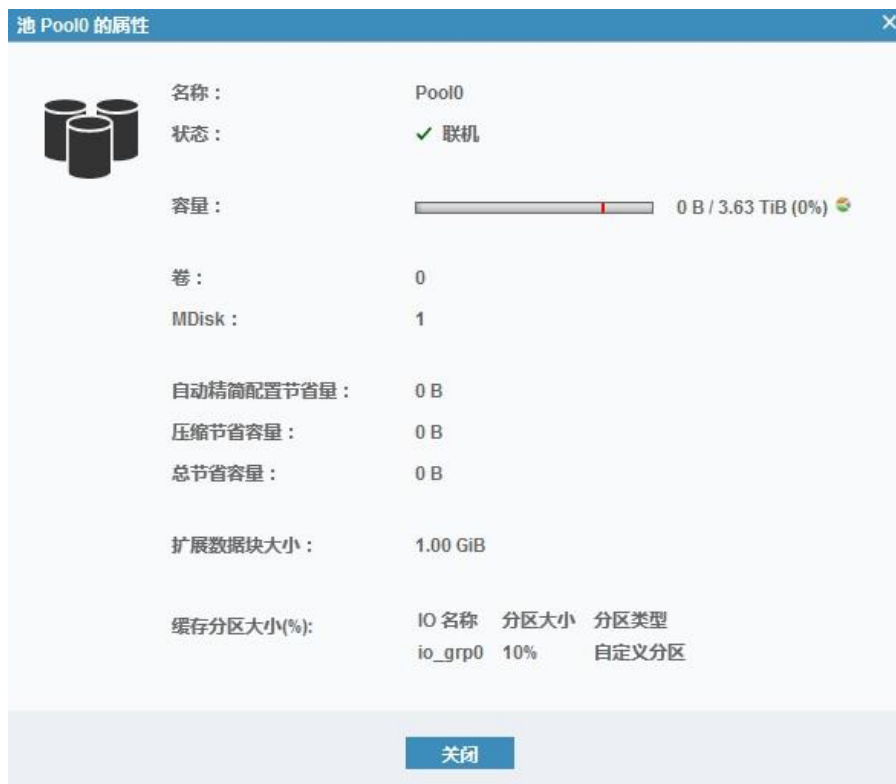 池 Pool0 的属性
名称：	Pool0
状态：	联机
容量：	0 B / 3.63 TiB (0%)
卷：	0
MDisk：	1
自动精简配置节省量：	0 B
压缩节省容量：	0 B
总节省容量：	0 B
扩展数据块大小：	1.00 GiB
缓存分区大小(%):	IO 名称	分区大小	分区类型
io_grp0	10%	自定义分区
关闭